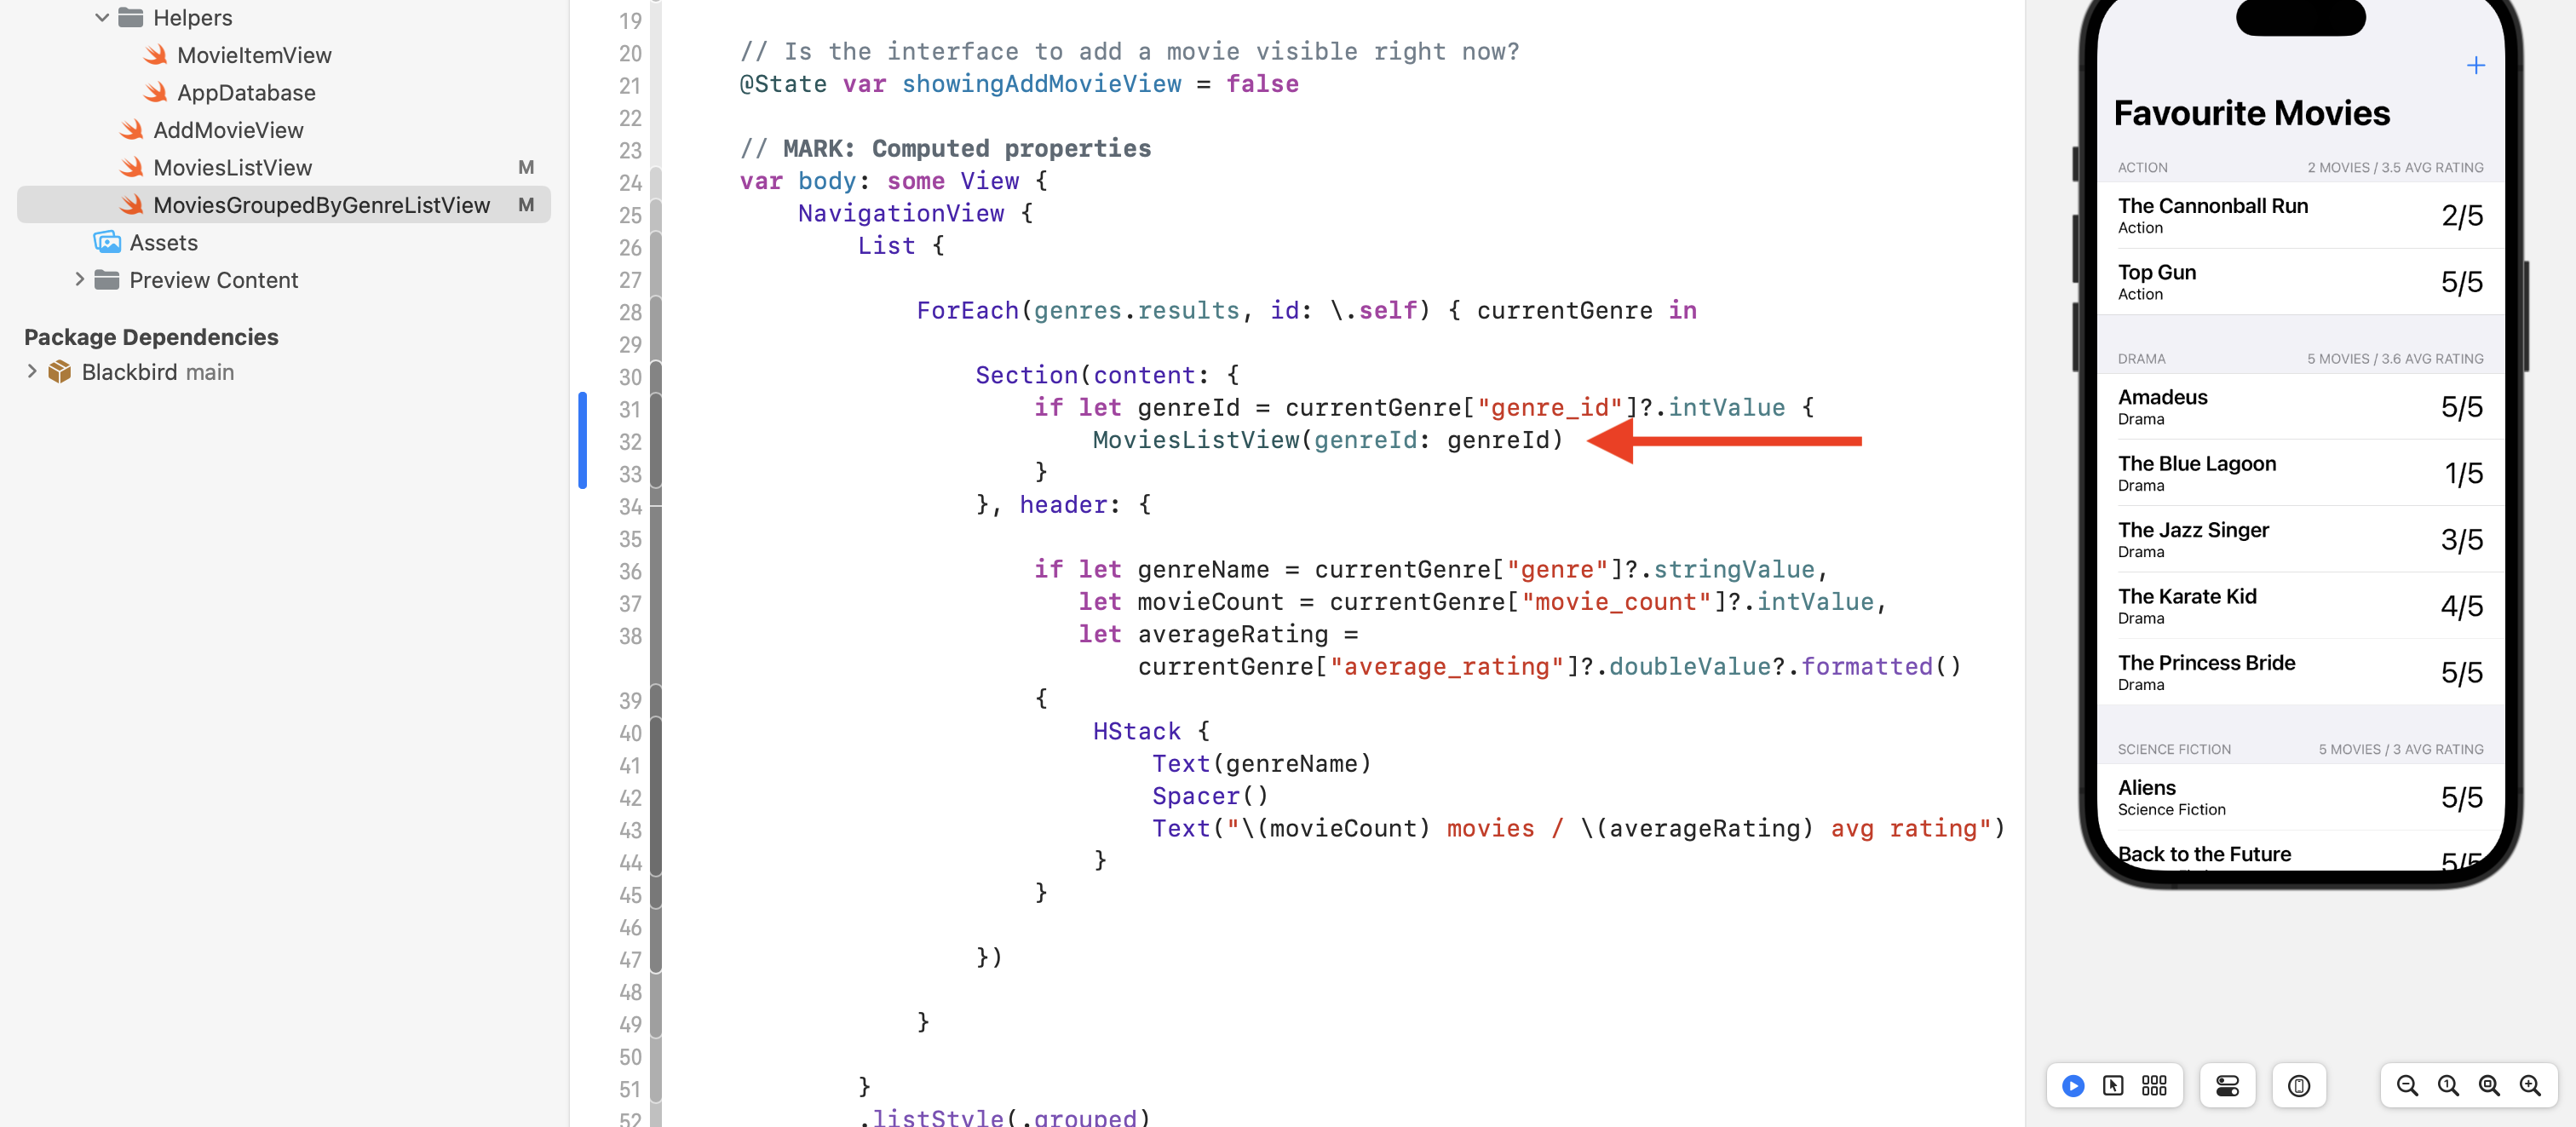 Helpers
MovieItemView
AppDatabase
AddMovieView
MoviesListView M
MoviesGroupedByGenreListView M
Assets
Preview Content
Package Dependencies
Blackbird main
19
20 // Is the interface to add a movie visible right now?
21 @State var showingAddMovieView = false
22
23 // MARK: Computed properties
24 var body: some View {
25 NavigationView {
26 List {
27
28 ForEach(genres.results, id: \.self) { currentGenre in
29
30 Section(content: {
31 if let genreId = currentGenre["genre_id"]?.intValue {
32 MoviesListView(genreId: genreId)
33 }
34 }, header: {
35
36 if let genreName = currentGenre["genre"]?.stringValue,
37 let movieCount = currentGenre["movie_count"]?.intValue,
38 let averageRating =
currentGenre["average_rating"]?.doubleValue?.formatted()
39 {
40 HStack {
41 Text(genreName)
42 Spacer()
43 Text("\(movieCount) movies / \(averageRating) avg rating")
44 }
45 }
46
47 })
48
49 }
50
51 }
52 .listStyle(.grouped)
+
Favourite Movies
ACTION 2 MOVIES / 3.5 AVG RATING
The Cannonball Run 2/5
Action
Top Gun 5/5
Action
DRAMA 5 MOVIES / 3.6 AVG RATING
Amadeus 5/5
Drama
The Blue Lagoon 1/5
Drama
The Jazz Singer 3/5
Drama
The Karate Kid 4/5
Drama
The Princess Bride 5/5
Drama
SCIENCE FICTION 5 MOVIES / 3 AVG RATING
Aliens 5/5
Science Fiction
Back to the Future 5/5